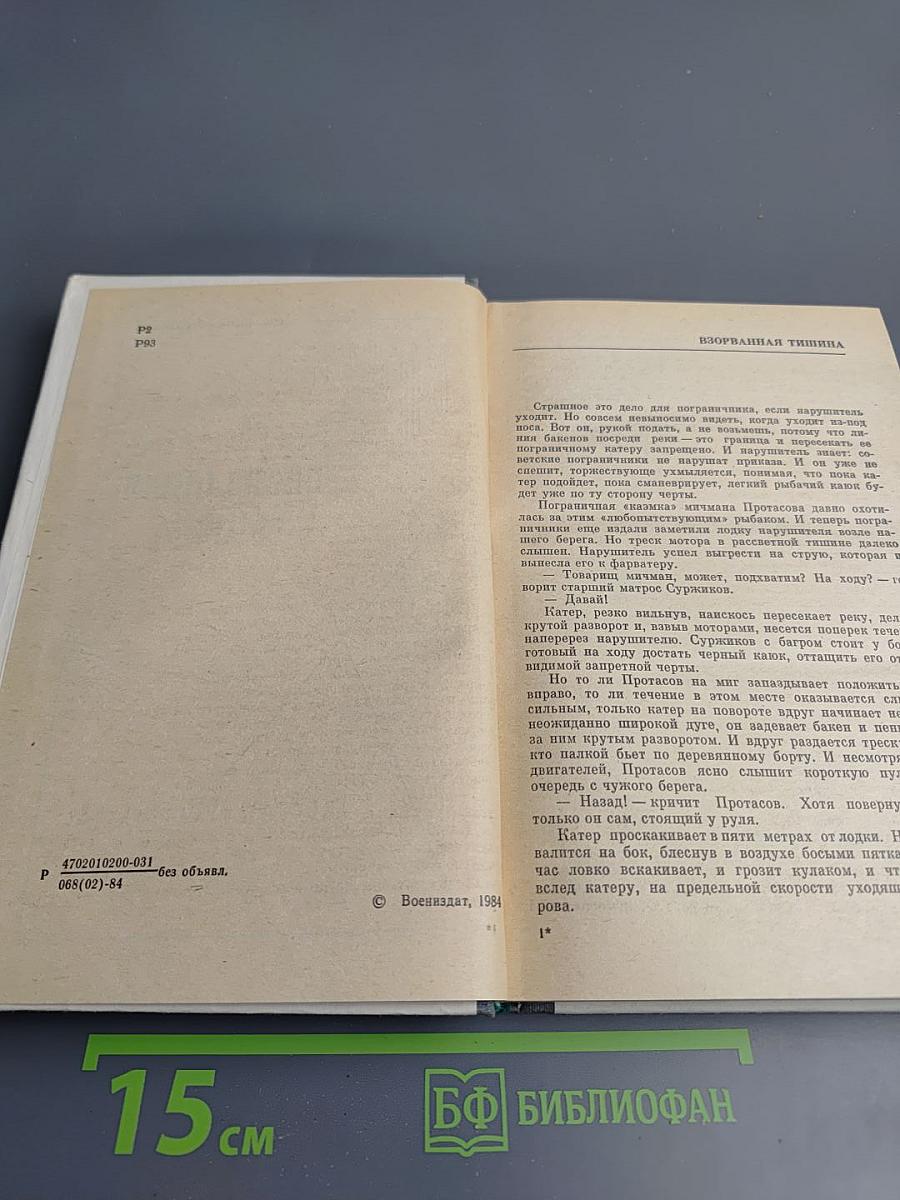 Р2
Р93
Р 4702010200-031
068(02)-84
без объявл.
© Воениздат, 1984
ВЗОРВАННАЯ ТИШИНА
Страшное это дело для пограничника, если нарушитель
уходит. Но совсем невыносимо видеть, когда уходит из-под
носа. Вот он, рукой подать, а не возьмешь, потому что ли-
ния бакенов посреди реки — это граница и пересекать ее
пограничному катеру запрещено. И нарушитель знает: со-
ветские пограничники не нарушат приказа. И он уже не
спешит, торжествующе ухмыляется, понимая, что пока ка-
тер подойдет, пока сманеврирует, легкий рыбачий каюк бу-
дет уже по ту сторону черты.
Пограничная «каэмка» мичмана Протасова давно охоти-
лась за этим «любопытствующим» рыбаком. И теперь погра-
ничники еще издали заметили лодку нарушителя возле на-
шего берега. Но треск мотора в рассветной тишине далеко
слышен. Нарушитель успел выгрести на струю, которая и
вынесла его к фарватеру.
— Товарищ мичман, может, подхватим? На ходу? — го
ворит старший матрос Суржиков.
— Давай!
Катер, резко вильнув, наискось пересекает реку, дел
крутой разворот и, взвыв моторами, несется поперек тече
наперерез нарушителю. Суржиков с багром стоит у бо
готовый на ходу достать черный каюк, оттащить его от
видимой запретной черты.
Но то ли Протасов на миг запаздывает положить
вправо, то ли течение в этом месте оказывается сли
сильным, только катер на повороте вдруг начинает не
неожиданно широкой дуге, он задевает бакен и пени
за ним крутым разворотом. И вдруг раздается треск
кто палкой бьет по деревянному борту. И несмотря
двигателей, Протасов ясно слышит короткую пул
очередь с чужого берега.
— Назад! — кричит Протасов. Хотя поверну
только он сам, стоящий у руля.
Катер проскакивает в пяти метрах от лодки. Н
валится на бок, блеснув в воздухе босыми пятка
час ловко вскакивает, и грозит кулаком, и чт
вслед катеру, на предельной скорости уходящ
рова.
1*
15 см
БФ БИБЛИОФАН